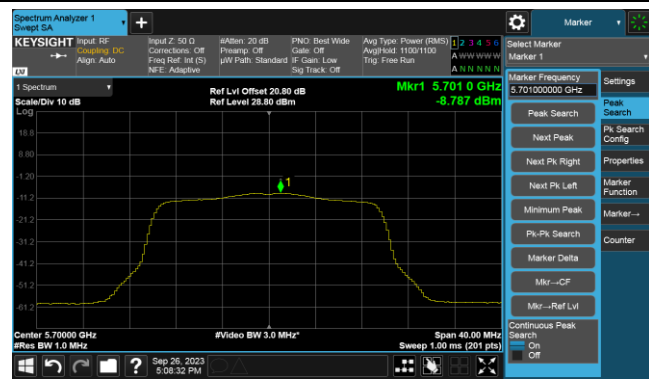 Spectrum Analyzer 1
Swept SA
Marker
KEYSIGHT
Input: RF
Coupling: DC
Align: Auto
Input Z: 50 Ω
Corrections: Off
Freq Ref: Int (S)
NFE: Adaptive
#Atten: 20 dB
Preamp: Off
µW Path: Standard
PNO: Best Wide
Gate: Off
IF Gain: Low
Sig Track: Off
Avg Type: Power (RMS)
Avg|Hold: 1100/1100
Trig: Free Run
1 2 3 4 5 6
A W W W W W
A N N N N N
LXI
Select Marker
Marker 1
1 Spectrum
Scale/Div 10 dB
Log
Ref Lvl Offset 20.80 dB
Ref Level 28.80 dBm
Mkr1 5.701 0 GHz
-8.787 dBm
18.8
8.80
-1.20
-11.2
-21.2
-31.2
-41.2
-51.2
-61.2
1
Center 5.70000 GHz
#Res BW 1.0 MHz
#Video BW 3.0 MHz*
Span 40.00 MHz
Sweep 1.00 ms (201 pts)
Marker Frequency
5.701000000 GHz
Peak Search
Next Peak
Next Pk Right
Next Pk Left
Minimum Peak
Pk-Pk Search
Marker Delta
Mkr→CF
Mkr→Ref Lvl
Continuous Peak
Search
On
Off
Settings
Peak
Search
Pk Search
Config
Properties
Marker
Function
Marker→
Counter
Sep 26, 2023
5:08:32 PM